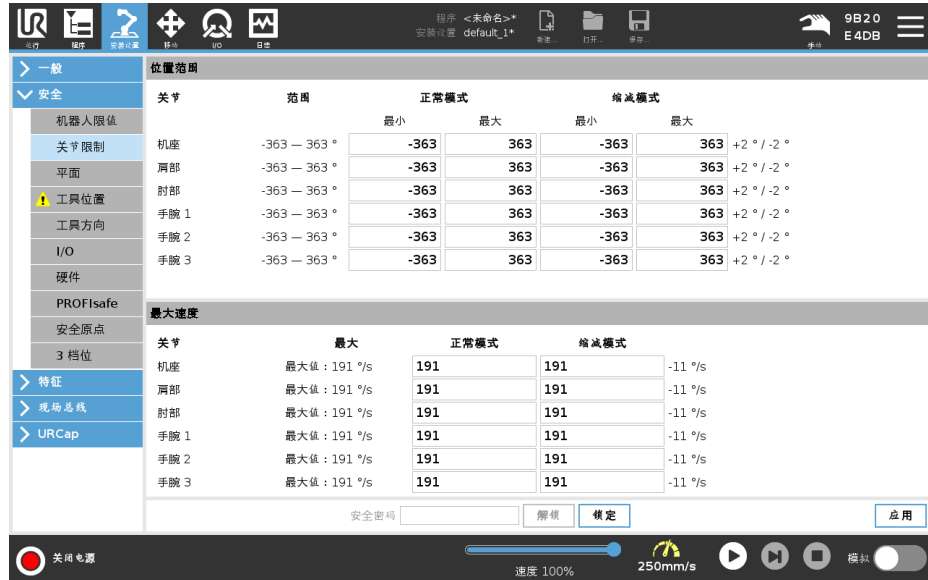 程序 <未命名>*
安装设置 default_1*
9B20
E4DB
运行 程序 安装设置 移动 I/O 日志 新建... 打开... 保存... 手动
一般
安全
机器人限值
关节限制
平面
工具位置
工具方向
I/O
硬件
PROFIsafe
安全原点
3 档位
特征
现场总线
URCap
位置范围
关节 范围 正常模式 缩减模式
最小 最大 最小 最大
机座 -363 — 363 ° -363 363 -363 363 +2 ° / -2 °
肩部 -363 — 363 ° -363 363 -363 363 +2 ° / -2 °
肘部 -363 — 363 ° -363 363 -363 363 +2 ° / -2 °
手腕 1 -363 — 363 ° -363 363 -363 363 +2 ° / -2 °
手腕 2 -363 — 363 ° -363 363 -363 363 +2 ° / -2 °
手腕 3 -363 — 363 ° -363 363 -363 363 +2 ° / -2 °
最大速度
关节 最大 正常模式 缩减模式
机座 最大值：191 °/s 191 191 -11 °/s
肩部 最大值：191 °/s 191 191 -11 °/s
肘部 最大值：191 °/s 191 191 -11 °/s
手腕 1 最大值：191 °/s 191 191 -11 °/s
手腕 2 最大值：191 °/s 191 191 -11 °/s
手腕 3 最大值：191 °/s 191 191 -11 °/s
安全密码 解锁 锁定 应用
关闭电源 速度 100% 250mm/s 模拟